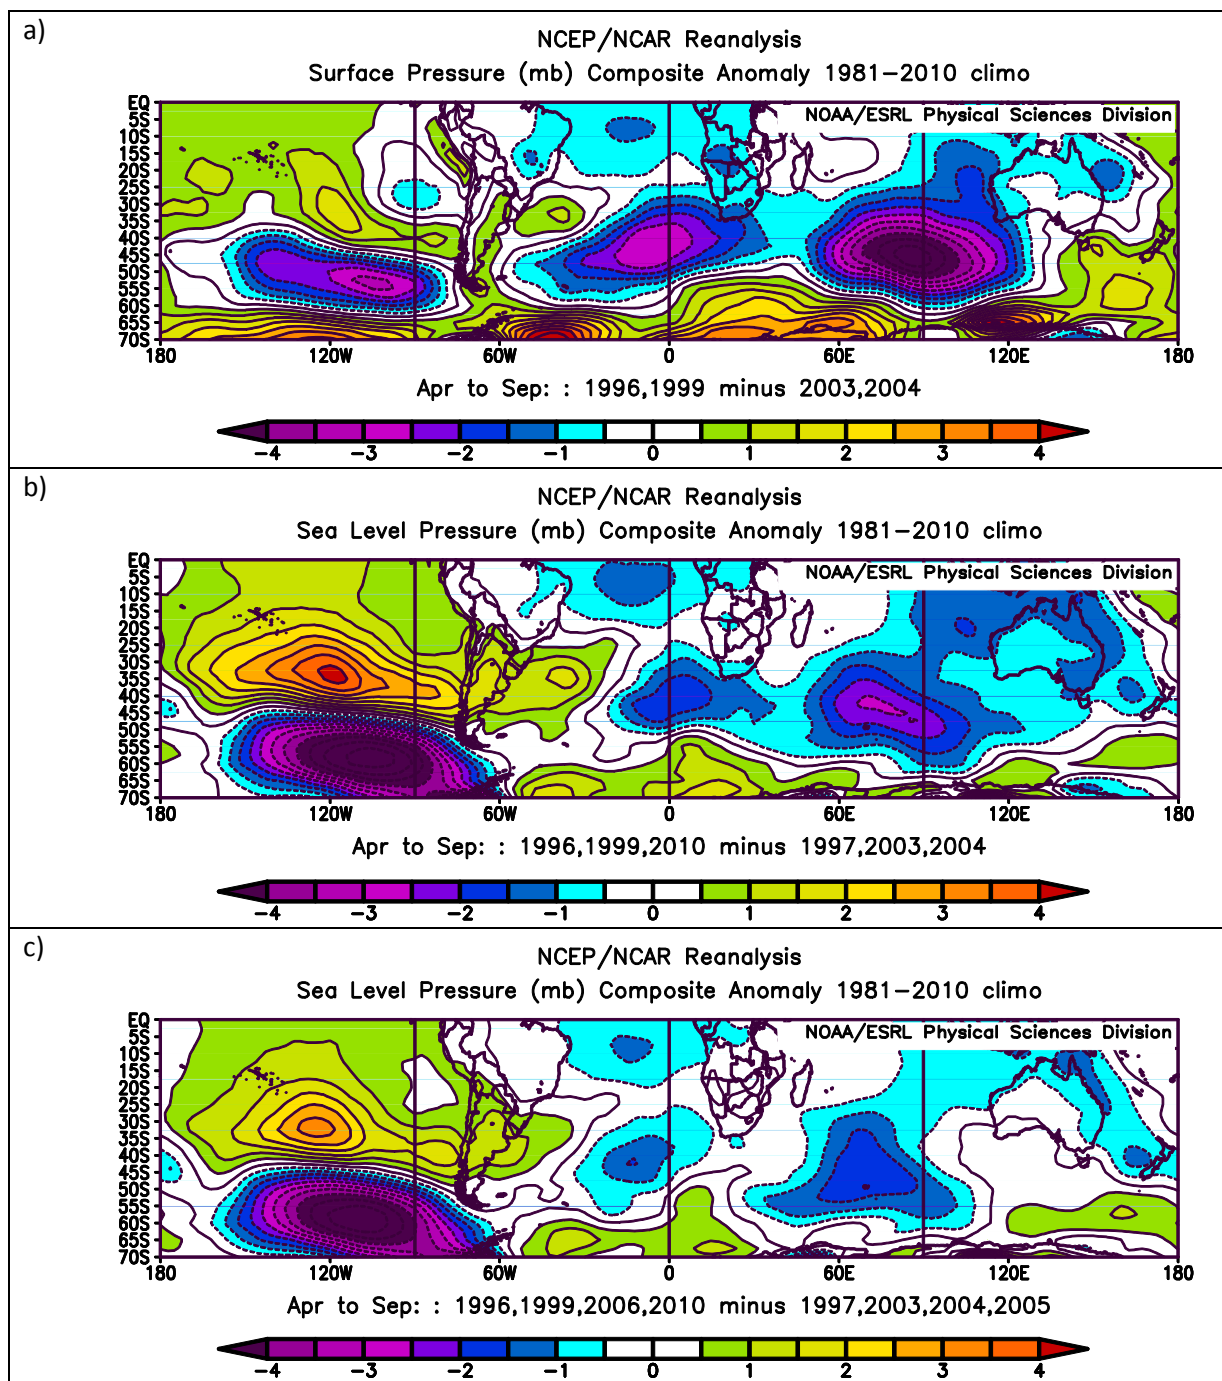 a)
NCEP/NCAR Reanalysis
Surface Pressure (mb) Composite Anomaly 1981−2010 climo
NOAA/ESRL Physical Sciences Division
EQ
5S
10S
15S
20S
25S
30S
35S
40S
45S
50S
55S
60S
65S
70S
180 120W 60W 0 60E 120E 180
Apr to Sep: : 1996,1999 minus 2003,2004
−4 −3 −2 −1 0 1 2 3 4
b)
NCEP/NCAR Reanalysis
Sea Level Pressure (mb) Composite Anomaly 1981−2010 climo
NOAA/ESRL Physical Sciences Division
EQ
5S
10S
15S
20S
25S
30S
35S
40S
45S
50S
55S
60S
65S
70S
180 120W 60W 0 60E 120E 180
Apr to Sep: : 1996,1999,2010 minus 1997,2003,2004
−4 −3 −2 −1 0 1 2 3 4
c)
NCEP/NCAR Reanalysis
Sea Level Pressure (mb) Composite Anomaly 1981−2010 climo
NOAA/ESRL Physical Sciences Division
EQ
5S
10S
15S
20S
25S
30S
35S
40S
45S
50S
55S
60S
65S
70S
180 120W 60W 0 60E 120E 180
Apr to Sep: : 1996,1999,2006,2010 minus 1997,2003,2004,2005
−4 −3 −2 −1 0 1 2 3 4